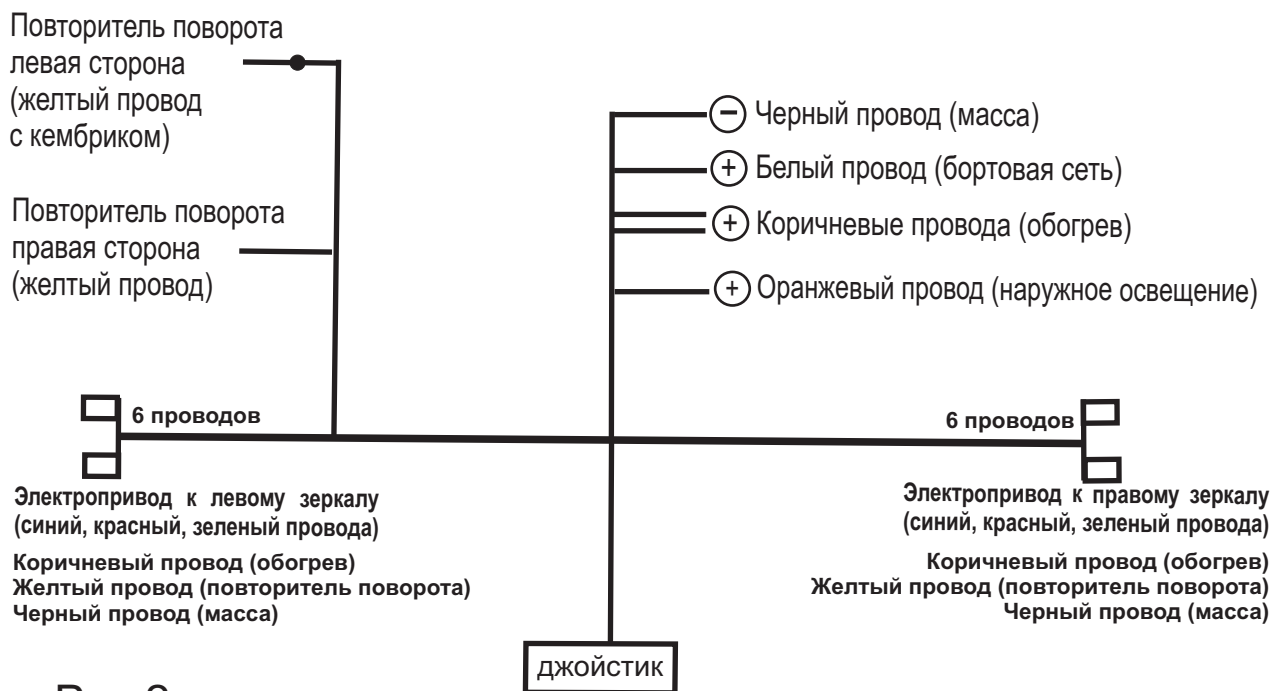 Повторитель поворота
левая сторона
(желтый провод
с кембриком)
Повторитель поворота
правая сторона
(желтый провод)
− Черный провод (масса)
+ Белый провод (бортовая сеть)
+ Коричневые провода (обогрев)
+ Оранжевый провод (наружное освещение)
6 проводов
6 проводов
Электропривод к левому зеркалу
(синий, красный, зеленый провода)
Коричневый провод (обогрев)
Желтый провод (повторитель поворота)
Черный провод (масса)
Электропривод к правому зеркалу
(синий, красный, зеленый провода)
Коричневый провод (обогрев)
Желтый провод (повторитель поворота)
Черный провод (масса)
джойстик